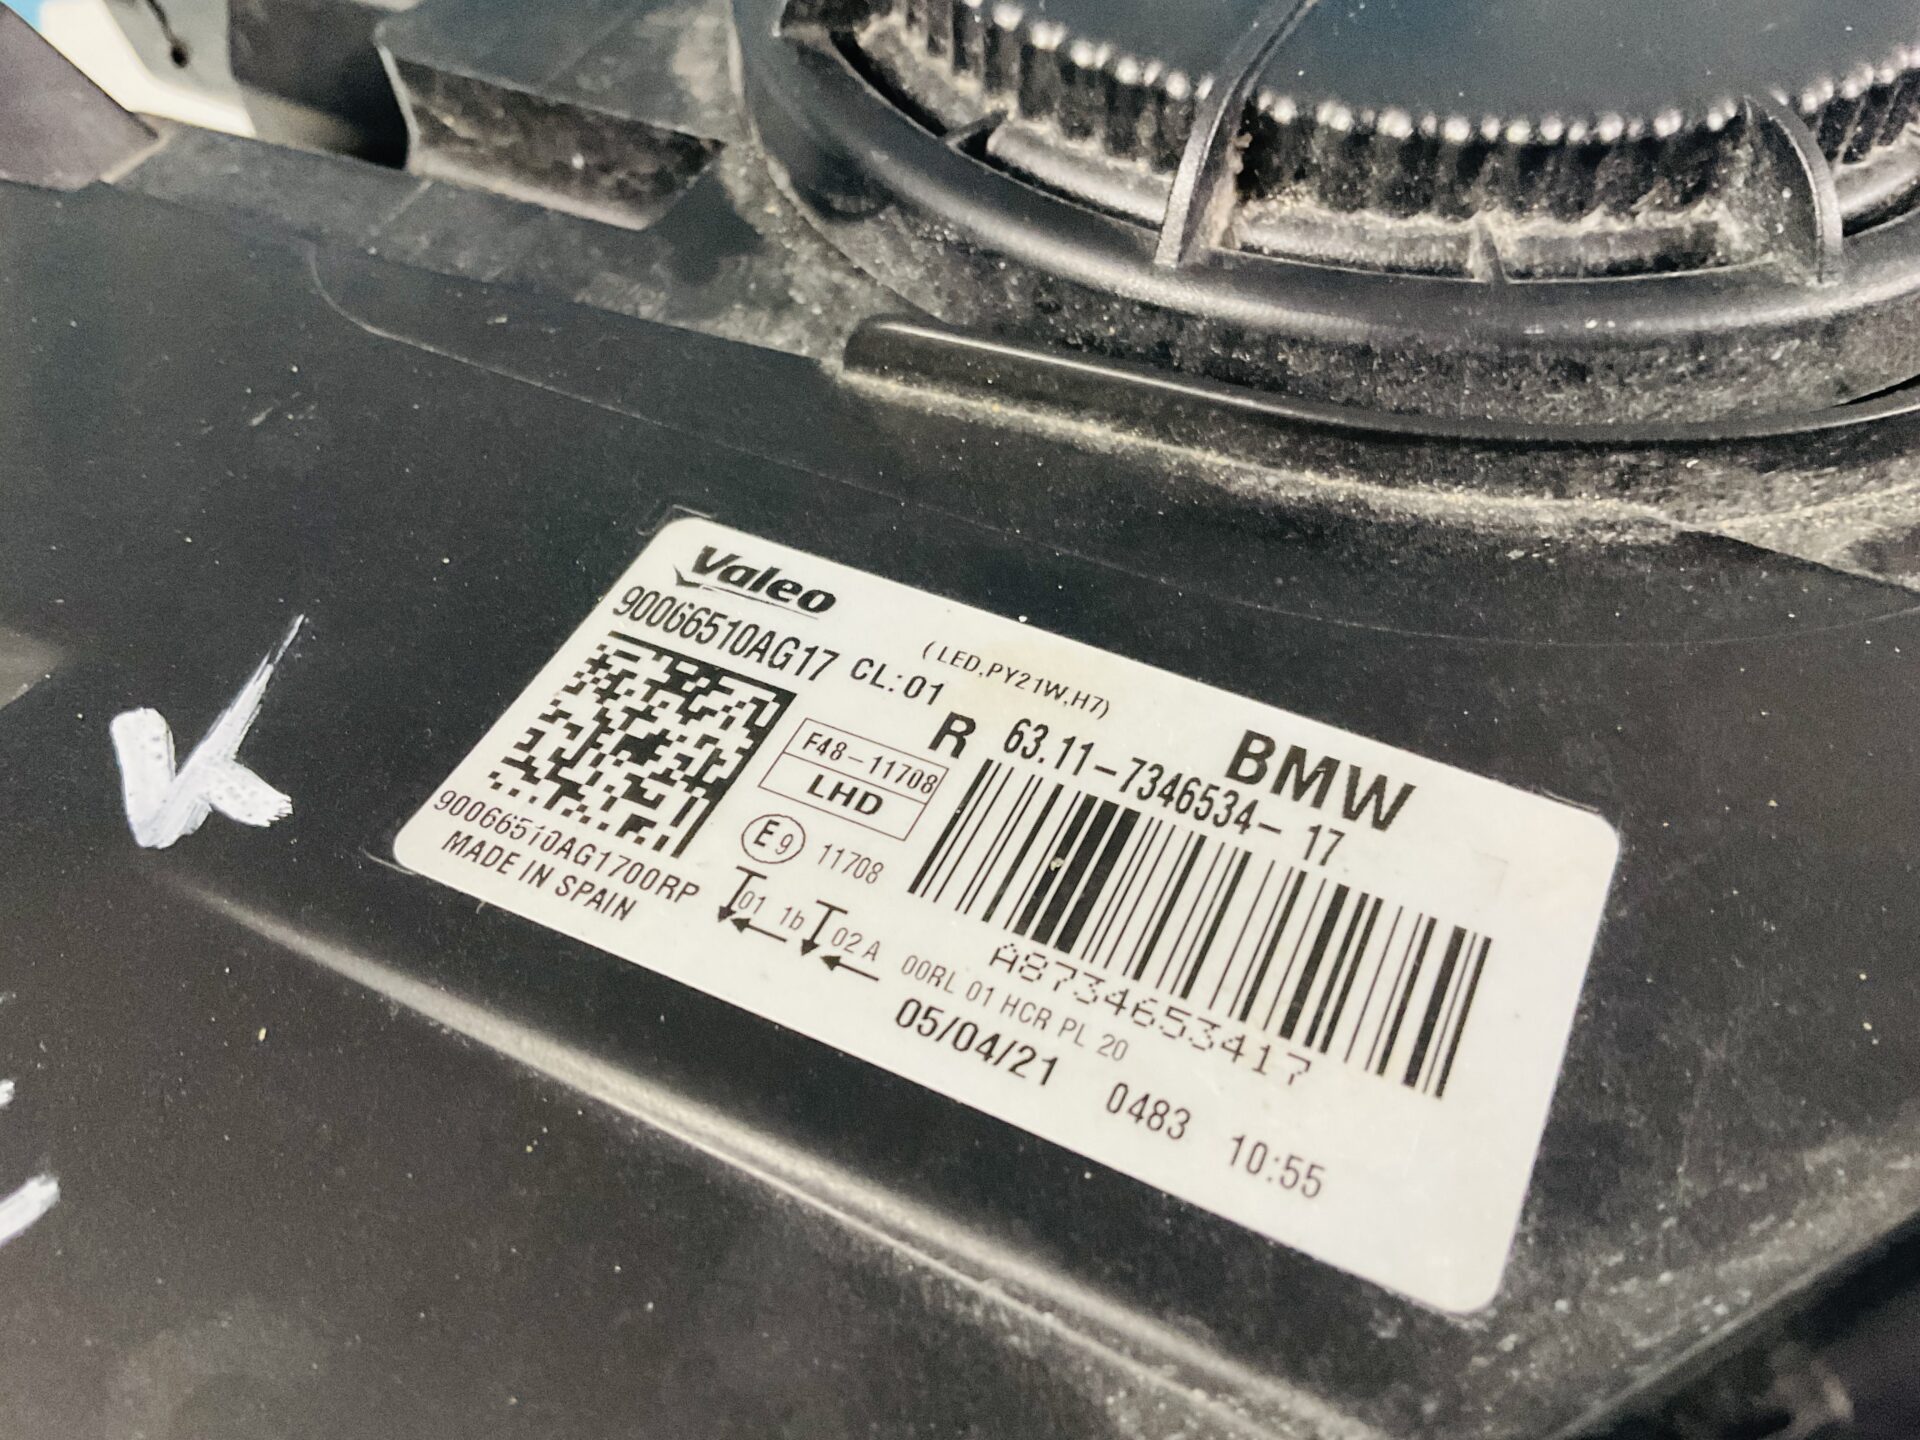 Valeo
90066510AG17 CL:01
(LED,PY21W,H7)
BMW
R 63.11-7346534- 17
F48-11708
LHD
E9 11708
90066510AG1700RP
MADE IN SPAIN
01 1b 02 A
00RL 01 HCR PL 20
A8734653417
05/04/21 0483 10:55